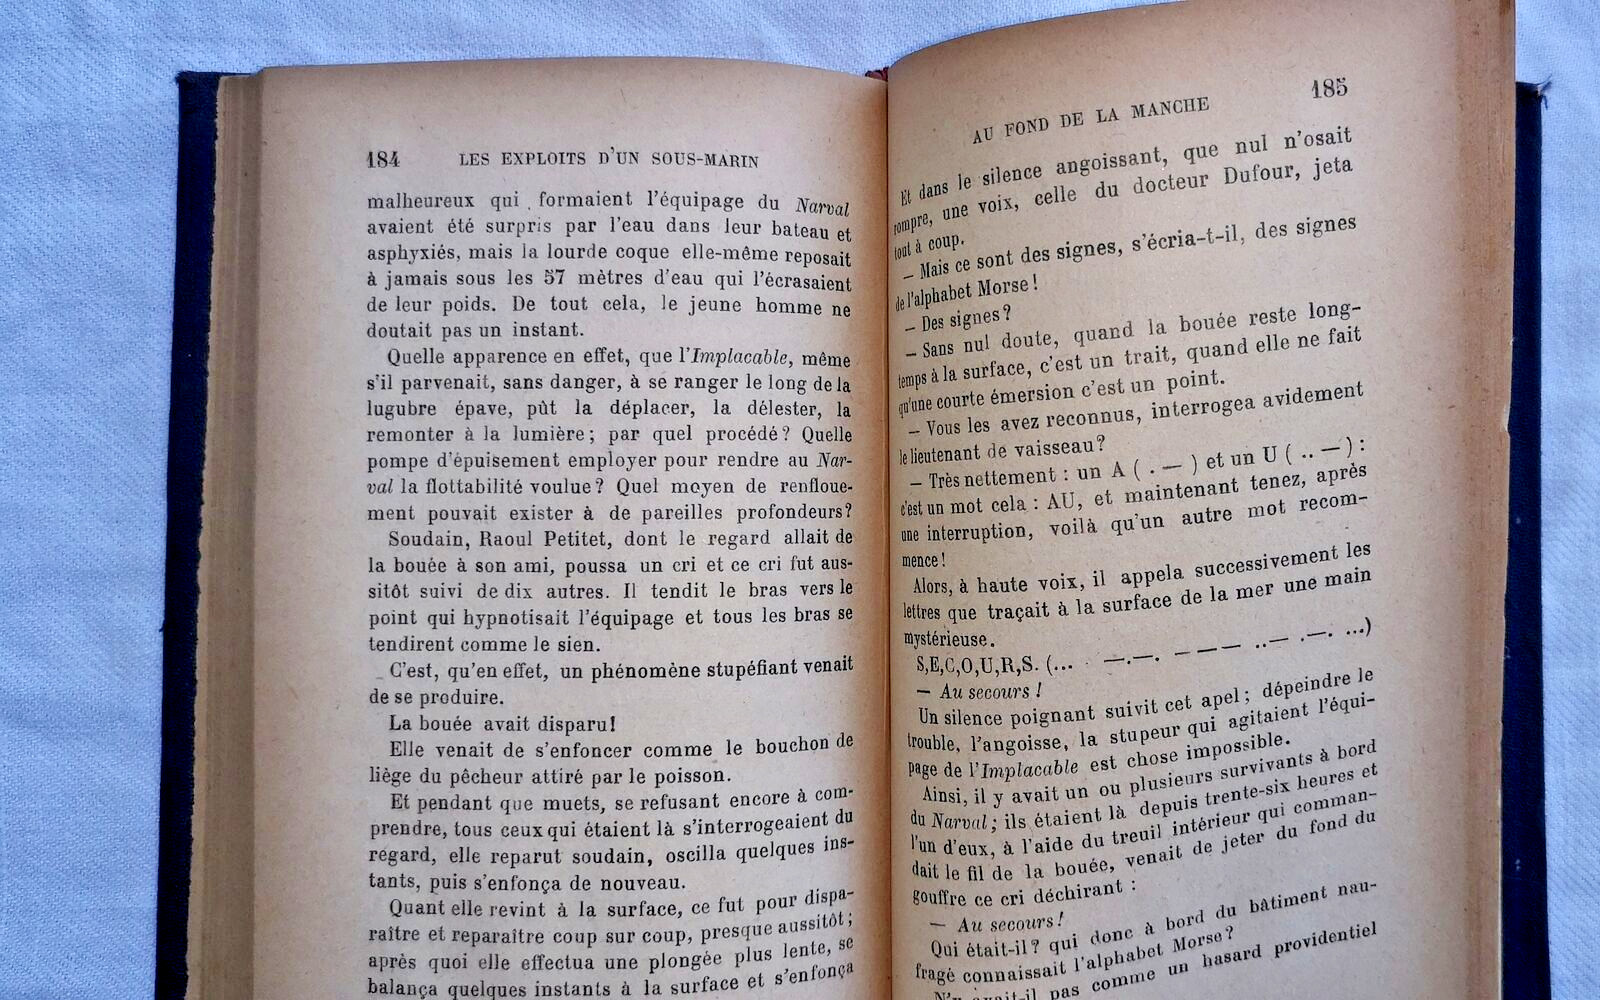 184 LES EXPLOITS D'UN SOUS-MARIN
malheureux qui formaient l'équipage du Narval
avaient été surpris par l'eau dans leur bateau et
asphyxiés, mais la lourde coque elle-même reposait
à jamais sous les 57 mètres d'eau qui l'écrasaient
de leur poids. De tout cela, le jeune homme ne
doutait pas un instant.
Quelle apparence en effet, que l'Implacable, même
s'il parvenait, sans danger, à se ranger le long de la
lugubre épave, pût la déplacer, la délester, la
remonter à la lumière; par quel procédé? Quelle
pompe d'épuisement employer pour rendre au Nar-
val la flottabilité voulue? Quel moyen de renfloue-
ment pouvait exister à de pareilles profondeurs?
Soudain, Raoul Petitet, dont le regard allait de
la bouée à son ami, poussa un cri et ce cri fut aus-
sitôt suivi de dix autres. Il tendit le bras vers le
point qui hypnotisait l'équipage et tous les bras se
tendirent comme le sien.
C'est, qu'en effet, un phénomène stupéfiant venait
de se produire.
La bouée avait disparu!
Elle venait de s'enfoncer comme le bouchon de
liège du pêcheur attiré par le poisson.
Et pendant que muets, se refusant encore à com-
prendre, tous ceux qui étaient là s'interrogeaient du
regard, elle reparut soudain, oscilla quelques ins-
tants, puis s'enfonça de nouveau.
Quant elle revint à la surface, ce fut pour dispa-
raître et reparaître coup sur coup, presque aussitôt;
après quoi elle effectua une plongée plus lente, se
balança quelques instants à la surface et s'enfonça
AU FOND DE LA MANCHE 185
Et dans le silence angoissant, que nul n'osait
rompre, une voix, celle du docteur Dufour, jeta
tout à coup.
— Mais ce sont des signes, s'écria-t-il, des signes
de l'alphabet Morse!
— Des signes?
— Sans nul doute, quand la bouée reste long-
temps à la surface, c'est un trait, quand elle ne fait
qu'une courte émersion c'est un point.
— Vous les avez reconnus, interrogea avidement
le lieutenant de vaisseau?
— Très nettement : un A ( . — ) et un U ( .. — ) :
c'est un mot cela : AU, et maintenant tenez, après
une interruption, voilà qu'un autre mot recom-
mence!
Alors, à haute voix, il appela successivement les
lettres que traçait à la surface de la mer une main
mystérieuse.
S,E,C,O,U,R,S. (... . —.—. — — — ..— .—. ...)
— Au secours!
Un silence poignant suivit cet apel; dépeindre le
trouble, l'angoisse, la stupeur qui agitaient l'équi-
page de l'Implacable est chose impossible.
Ainsi, il y avait un ou plusieurs survivants à bord
du Narval; ils étaient là depuis trente-six heures et
l'un d'eux, à l'aide du treuil intérieur qui comman-
dait le fil de la bouée, venait de jeter du fond du
gouffre ce cri déchirant :
— Au secours!
Qui était-il? qui donc à bord du bâtiment nau-
fragé connaissait l'alphabet Morse?
pas comme un hasard providentiel